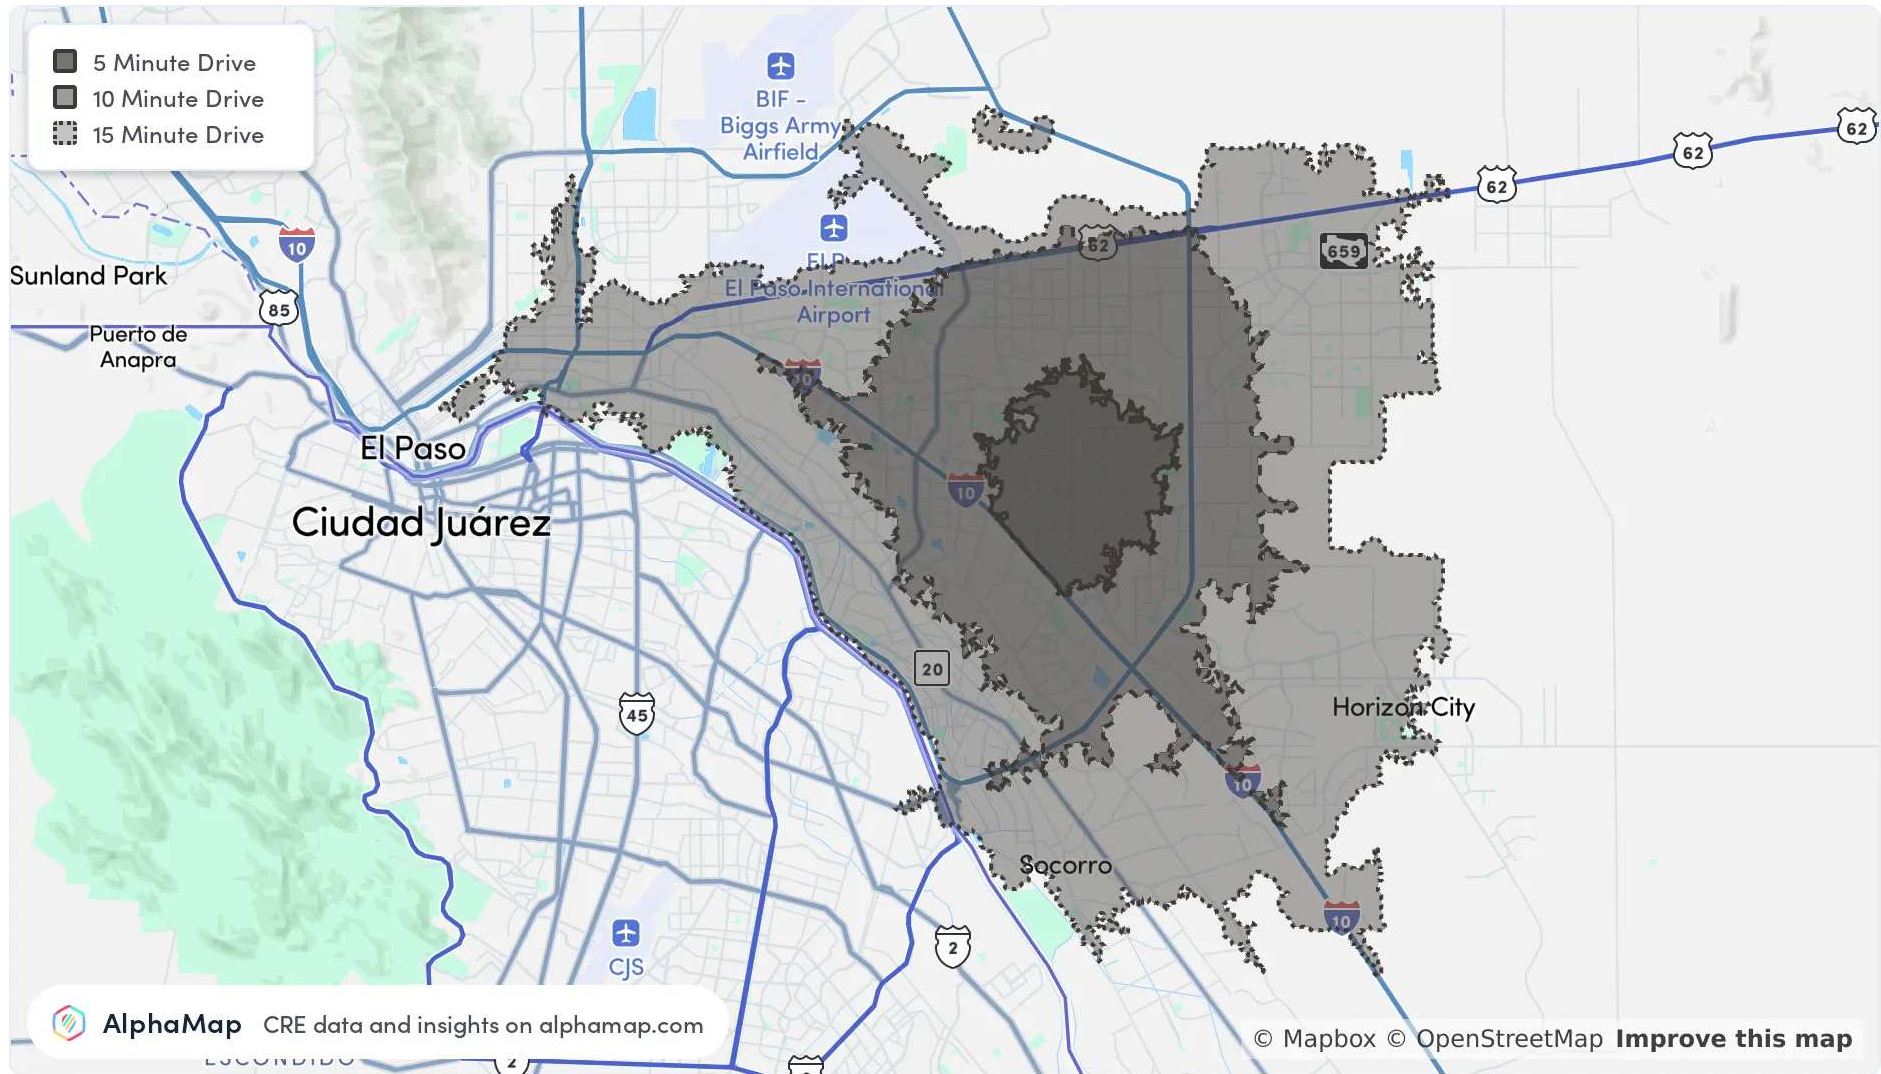 5 Minute Drive
10 Minute Drive
15 Minute Drive
BIF -
Biggs Army
Airfield
62
62
62
62
659
10
Sunland Park
85
ELP
El Paso International
Airport
Puerto de
Anapra
10
El Paso
10
Ciudad Juárez
20
45
Horizon City
10
Socorro
10
2
CJS
AlphaMap CRE data and insights on alphamap.com
© Mapbox © OpenStreetMap Improve this map
ESCONDIDO
2